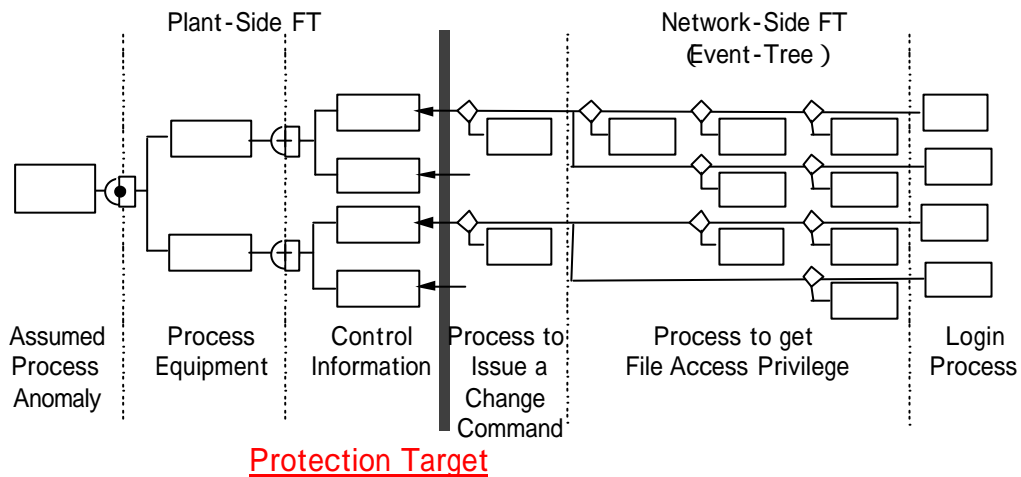 Plant-Side FT
Network-Side FT
(Event-Tree )
Assumed
Process
Anomaly
Process
Equipment
Control
Information
Process to
Issue a
Change
Command
Process to get
File Access Privilege
Login
Process
Protection Target